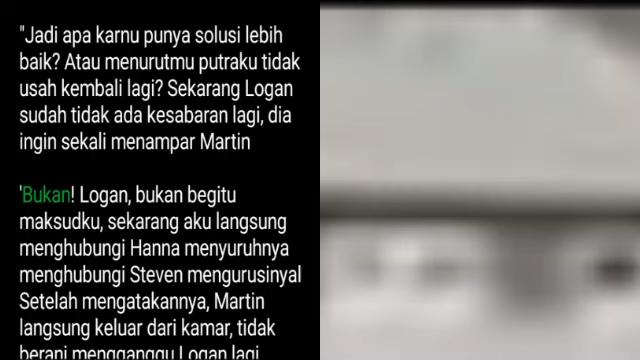 "Jadi apa karnu punya solusi lebih
baik? Atau menurutmu putraku tidak
usah kembali lagi? Sekarang Logan
sudah tidak ada kesabaran lagi, dia
ingin sekali menampar Martin
'Bukan! Logan, bukan begitu
maksudku, sekarang aku langsung
menghubungi Hanna menyuruhnya
menghubungi Steven mengurusinyal
Setelah mengatakannya, Martin
langsung keluar dari kamar, tidak
berani mengganggu Logan lagi